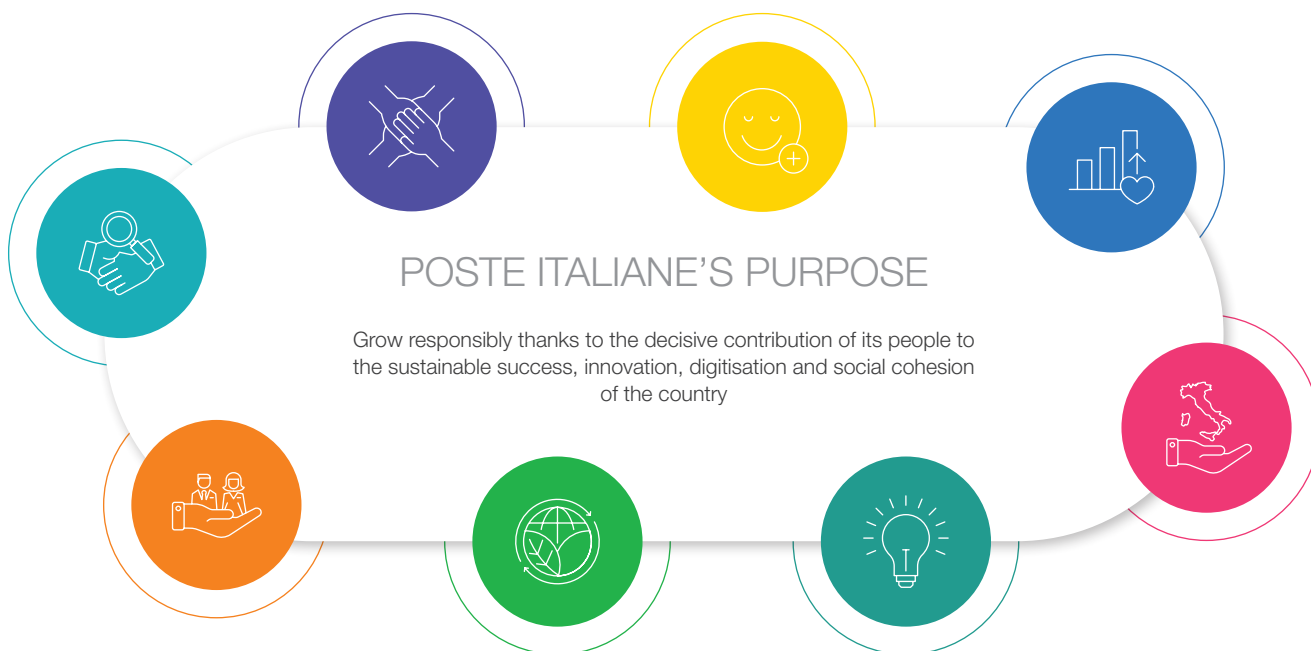 POSTE ITALIANE’S PURPOSE
Grow responsibly thanks to the decisive contribution of its people to
the sustainable success, innovation, digitisation and social cohesion
of the country